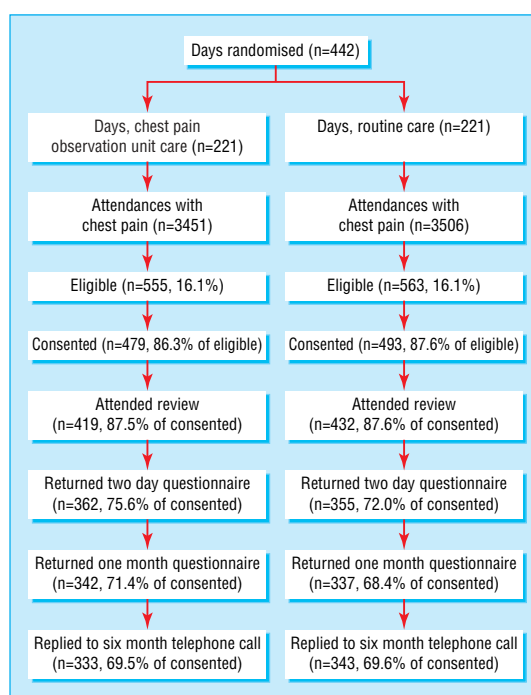 Days randomised (n=442)
Days, chest pain
observation unit care (n=221)
Days, routine care (n=221)
Attendances with
chest pain (n=3451)
Attendances with
chest pain (n=3506)
Eligible (n=555, 16.1%)
Eligible (n=563, 16.1%)
Consented (n=479, 86.3% of eligible)
Consented (n=493, 87.6% of eligible)
Attended review
(n=419, 87.5% of consented)
Attended review
(n=432, 87.6% of consented)
Returned two day questionnaire
(n=362, 75.6% of consented)
Returned two day questionnaire
(n=355, 72.0% of consented)
Returned one month questionnaire
(n=342, 71.4% of consented)
Returned one month questionnaire
(n=337, 68.4% of consented)
Replied to six month telephone call
(n=333, 69.5% of consented)
Replied to six month telephone call
(n=343, 69.6% of consented)